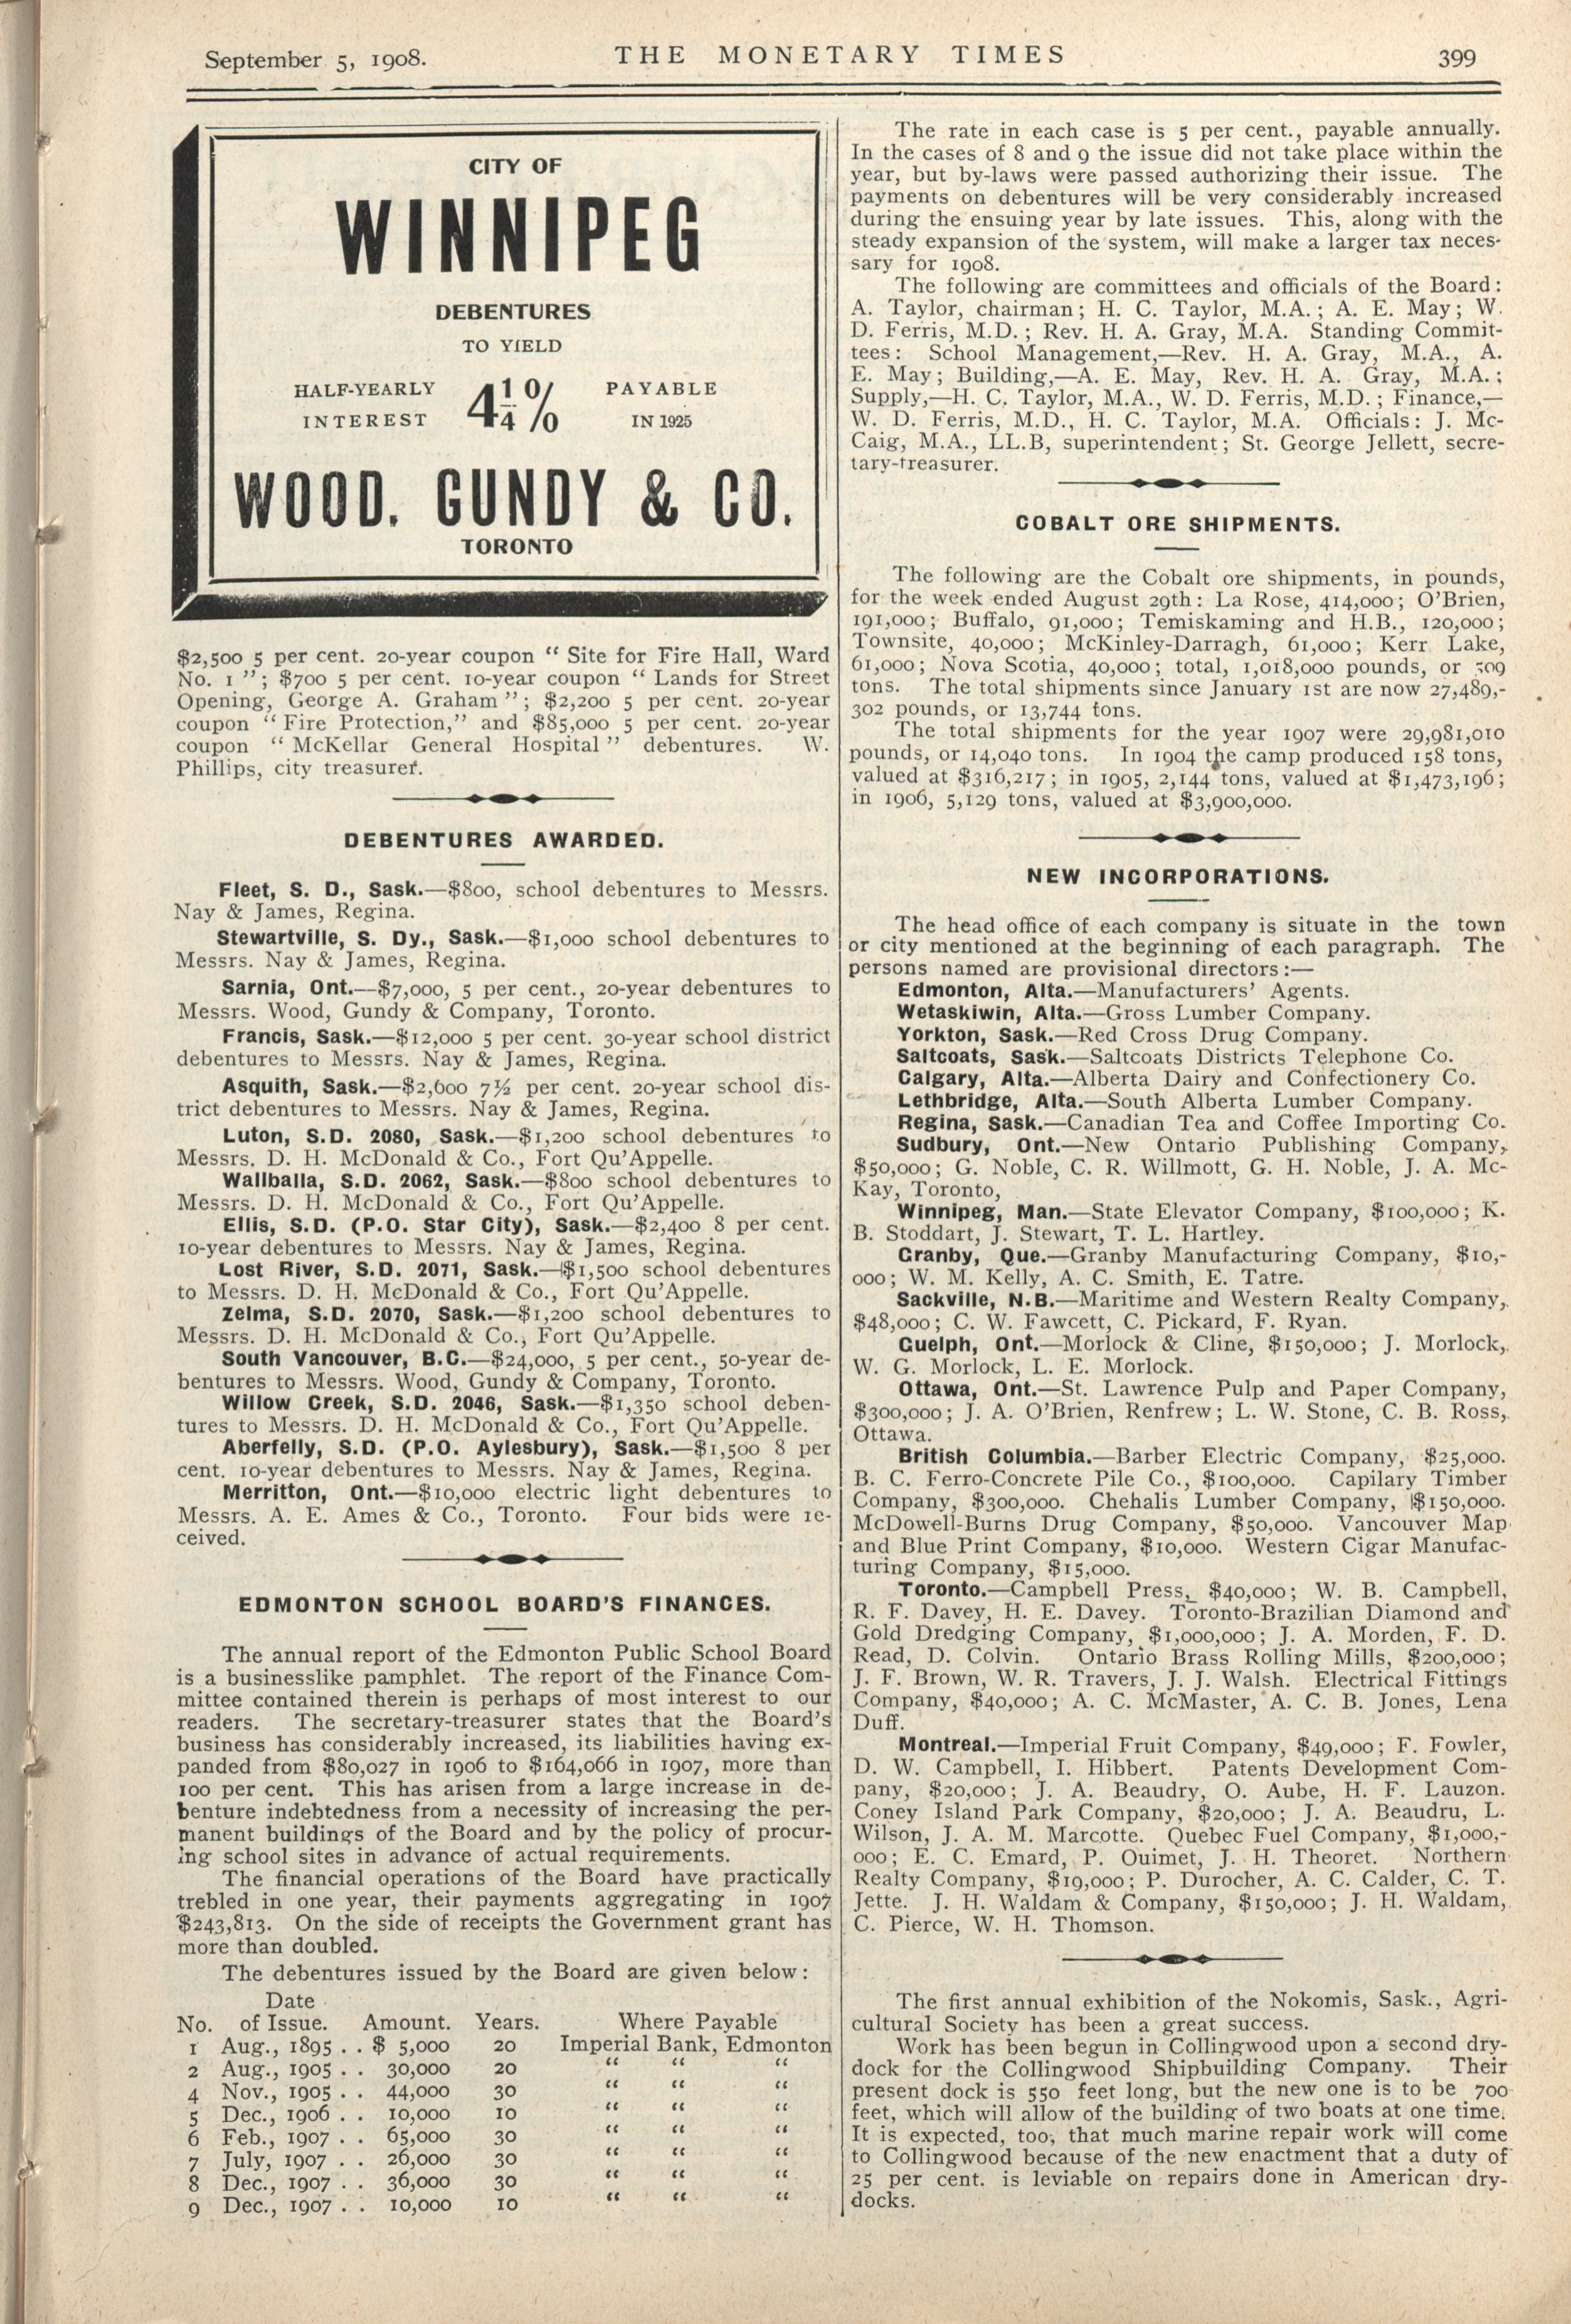 September 5, 1908.
THE MONETARY TIMES
399
CITY OF
WINNIPEG
DEBENTURES
TO YIELD
HALF-YEARLY
INTEREST
4¼%
PAYABLE
IN 1925
WOOD, GUNDY & CO.
TORONTO
$2,500 5 per cent. 20-year coupon " Site for Fire Hall, Ward
No. 1 "; $700 5 per cent. 10-year coupon " Lands for Street
Opening, George A. Graham "; $2,200 5 per cent. 20-year
coupon " Fire Protection," and $85,000 5 per cent. 20-year
coupon " McKellar General Hospital " debentures. W.
Phillips, city treasurer.
DEBENTURES AWARDED.
Fleet, S. D., Sask.—$800, school debentures to Messrs.
Nay & James, Regina.
Stewartville, S. Dy., Sask.—$1,000 school debentures to
Messrs. Nay & James, Regina.
Sarnia, Ont.—$7,000, 5 per cent., 20-year debentures to
Messrs. Wood, Gundy & Company, Toronto.
Francis, Sask.—$12,000 5 per cent. 30-year school district
debentures to Messrs. Nay & James, Regina.
Asquith, Sask.—$2,600 7½ per cent. 20-year school dis-
trict debentures to Messrs. Nay & James, Regina.
Luton, S.D. 2080, Sask.—$1,200 school debentures to
Messrs. D. H. McDonald & Co., Fort Qu'Appelle.
Wallballa, S.D. 2062, Sask.—$800 school debentures to
Messrs. D. H. McDonald & Co., Fort Qu'Appelle.
Ellis, S.D. (P.O. Star City), Sask.—$2,400 8 per cent.
10-year debentures to Messrs. Nay & James, Regina.
Lost River, S.D. 2071, Sask.—$1,500 school debentures
to Messrs. D. H. McDonald & Co., Fort Qu'Appelle.
Zelma, S.D. 2070, Sask.—$1,200 school debentures to
Messrs. D. H. McDonald & Co., Fort Qu'Appelle.
South Vancouver, B.C.—$24,000, 5 per cent., 50-year de-
bentures to Messrs. Wood, Gundy & Company, Toronto.
Willow Creek, S.D. 2046, Sask.—$1,350 school deben-
tures to Messrs. D. H. McDonald & Co., Fort Qu'Appelle.
Aberfelly, S.D. (P.O. Aylesbury), Sask.—$1,500 8 per
cent. 10-year debentures to Messrs. Nay & James, Regina.
Merritton, Ont.—$10,000 electric light debentures to
Messrs. A. E. Ames & Co., Toronto. Four bids were re-
ceived.
EDMONTON SCHOOL BOARD'S FINANCES.
The annual report of the Edmonton Public School Board
is a businesslike pamphlet. The report of the Finance Com-
mittee contained therein is perhaps of most interest to our
readers. The secretary-treasurer states that the Board's
business has considerably increased, its liabilities having ex-
panded from $80,027 in 1906 to $164,066 in 1907, more than
100 per cent. This has arisen from a large increase in de-
benture indebtedness from a necessity of increasing the per-
manent buildings of the Board and by the policy of procur-
ing school sites in advance of actual requirements.
The financial operations of the Board have practically
trebled in one year, their payments aggregating in 1907
$243,813. On the side of receipts the Government grant has
more than doubled.
The debentures issued by the Board are given below:
Date
No. of Issue. Amount. Years. Where Payable
1 Aug., 1895 . . $ 5,000 20 Imperial Bank, Edmonton
2 Aug., 1905 . . 30,000 20 " " "
4 Nov., 1905 . . 44,000 30 " " "
5 Dec., 1906 . . 10,000 10 " " "
6 Feb., 1907 . . 65,000 30 " " "
7 July, 1907 . . 26,000 30 " " "
8 Dec., 1907 . . 36,000 30 " " "
9 Dec., 1907 . . 10,000 10 " " "
The rate in each case is 5 per cent., payable annually.
In the cases of 8 and 9 the issue did not take place within the
year, but by-laws were passed authorizing their issue. The
payments on debentures will be very considerably increased
during the ensuing year by late issues. This, along with the
steady expansion of the system, will make a larger tax neces-
sary for 1908.
The following are committees and officials of the Board:
A. Taylor, chairman; H. C. Taylor, M.A.; A. E. May; W.
D. Ferris, M.D.; Rev. H. A. Gray, M.A. Standing Commit-
tees: School Management,—Rev. H. A. Gray, M.A., A.
E. May; Building,—A. E. May, Rev. H. A. Gray, M.A.;
Supply,—H. C. Taylor, M.A., W. D. Ferris, M.D.; Finance,—
W. D. Ferris, M.D., H. C. Taylor, M.A. Officials: J. Mc-
Caig, M.A., LL.B, superintendent; St. George Jellett, secre-
tary-treasurer.
COBALT ORE SHIPMENTS.
The following are the Cobalt ore shipments, in pounds,
for the week ended August 29th: La Rose, 414,000; O'Brien,
191,000; Buffalo, 91,000; Temiskaming and H.B., 120,000;
Townsite, 40,000; McKinley-Darragh, 61,000; Kerr Lake,
61,000; Nova Scotia, 40,000; total, 1,018,000 pounds, or 509
tons. The total shipments since January 1st are now 27,489,-
302 pounds, or 13,744 tons.
The total shipments for the year 1907 were 29,981,010
pounds, or 14,040 tons. In 1904 the camp produced 158 tons,
valued at $316,217; in 1905, 2,144 tons, valued at $1,473,196;
in 1906, 5,129 tons, valued at $3,900,000.
NEW INCORPORATIONS.
The head office of each company is situate in the town
or city mentioned at the beginning of each paragraph. The
persons named are provisional directors:—
Edmonton, Alta.—Manufacturers' Agents.
Wetaskiwin, Alta.—Gross Lumber Company.
Yorkton, Sask.—Red Cross Drug Company.
Saltcoats, Sask.—Saltcoats Districts Telephone Co.
Calgary, Alta.—Alberta Dairy and Confectionery Co.
Lethbridge, Alta.—South Alberta Lumber Company.
Regina, Sask.—Canadian Tea and Coffee Importing Co.
Sudbury, Ont.—New Ontario Publishing Company,
$50,000; G. Noble, C. R. Willmott, G. H. Noble, J. A. Mc-
Kay, Toronto,
Winnipeg, Man.—State Elevator Company, $100,000; K.
B. Stoddart, J. Stewart, T. L. Hartley.
Granby, Que.—Granby Manufacturing Company, $10,-
000; W. M. Kelly, A. C. Smith, E. Tatre.
Sackville, N.B.—Maritime and Western Realty Company,
$48,000; C. W. Fawcett, C. Pickard, F. Ryan.
Guelph, Ont.—Morlock & Cline, $150,000; J. Morlock,
W. G. Morlock, L. E. Morlock.
Ottawa, Ont.—St. Lawrence Pulp and Paper Company,
$300,000; J. A. O'Brien, Renfrew; L. W. Stone, C. B. Ross,
Ottawa.
British Columbia.—Barber Electric Company, $25,000.
B. C. Ferro-Concrete Pile Co., $100,000. Capilary Timber
Company, $300,000. Chehalis Lumber Company, $150,000.
McDowell-Burns Drug Company, $50,000. Vancouver Map
and Blue Print Company, $10,000. Western Cigar Manufac-
turing Company, $15,000.
Toronto.—Campbell Press, $40,000; W. B. Campbell,
R. F. Davey, H. E. Davey. Toronto-Brazilian Diamond and
Gold Dredging Company, $1,000,000; J. A. Morden, F. D.
Read, D. Colvin. Ontario Brass Rolling Mills, $200,000;
J. F. Brown, W. R. Travers, J. J. Walsh. Electrical Fittings
Company, $40,000; A. C. McMaster, A. C. B. Jones, Lena
Duff.
Montreal.—Imperial Fruit Company, $49,000; F. Fowler,
D. W. Campbell, I. Hibbert. Patents Development Com-
pany, $20,000; J. A. Beaudry, O. Aube, H. F. Lauzon.
Coney Island Park Company, $20,000; J. A. Beaudru, L.
Wilson, J. A. M. Marcotte. Quebec Fuel Company, $1,000,-
000; E. C. Emard, P. Ouimet, J. H. Theoret. Northern
Realty Company, $19,000; P. Durocher, A. C. Calder, C. T.
Jette. J. H. Waldam & Company, $150,000; J. H. Waldam,
C. Pierce, W. H. Thomson.
The first annual exhibition of the Nokomis, Sask., Agri-
cultural Society has been a great success.
Work has been begun in Collingwood upon a second dry-
dock for the Collingwood Shipbuilding Company. Their
present dock is 550 feet long, but the new one is to be 700
feet, which will allow of the building of two boats at one time.
It is expected, too, that much marine repair work will come
to Collingwood because of the new enactment that a duty of
25 per cent. is leviable on repairs done in American dry-
docks.